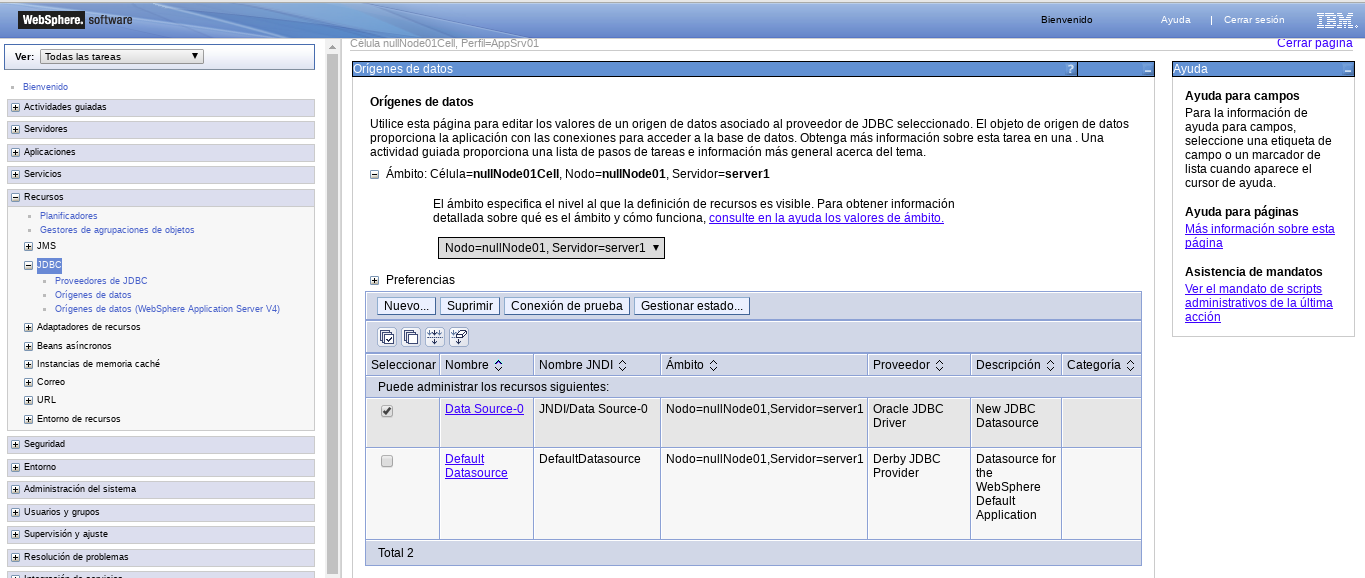 WebSphere. software
Bienvenido Ayuda | Cerrar sesión IBM.
Ver: Todas las tareas
Bienvenido
Actividades guiadas
Servidores
Aplicaciones
Servicios
Recursos
Planificadores
Gestores de agrupaciones de objetos
JMS
JDBC
Proveedores de JDBC
Orígenes de datos
Orígenes de datos (WebSphere Application Server V4)
Adaptadores de recursos
Beans asíncronos
Instancias de memoria caché
Correo
URL
Entorno de recursos
Seguridad
Entorno
Administración del sistema
Usuarios y grupos
Supervisión y ajuste
Resolución de problemas
Integración de servicios
Célula nullNode01Cell, Perfil=AppSrv01
Cerrar página
Orígenes de datos ?
Orígenes de datos
Utilice esta página para editar los valores de un origen de datos asociado al proveedor de JDBC seleccionado. El objeto de origen de datos
proporciona la aplicación con las conexiones para acceder a la base de datos. Obtenga más información sobre esta tarea en una . Una
actividad guiada proporciona una lista de pasos de tareas e información más general acerca del tema.
Ámbito: Célula=nullNode01Cell, Nodo=nullNode01, Servidor=server1
El ámbito especifica el nivel al que la definición de recursos es visible. Para obtener información
detallada sobre qué es el ámbito y cómo funciona, consulte en la ayuda los valores de ámbito.
Nodo=nullNode01, Servidor=server1
Preferencias
Nuevo... Suprimir Conexión de prueba Gestionar estado...
Seleccionar Nombre Nombre JNDI Ámbito Proveedor Descripción Categoría
Puede administrar los recursos siguientes:
Data Source-0 JNDI/Data Source-0 Nodo=nullNode01,Servidor=server1 Oracle JDBC New JDBC
Driver Datasource
Default DefaultDatasource Nodo=nullNode01,Servidor=server1 Derby JDBC Datasource for
Datasource Provider the
WebSphere
Default
Application
Total 2
Ayuda
Ayuda para campos
Para la información de
ayuda para campos,
seleccione una etiqueta de
campo o un marcador de
lista cuando aparece el
cursor de ayuda.
Ayuda para páginas
Más información sobre esta
página
Asistencia de mandatos
Ver el mandato de scripts
administrativos de la última
acción